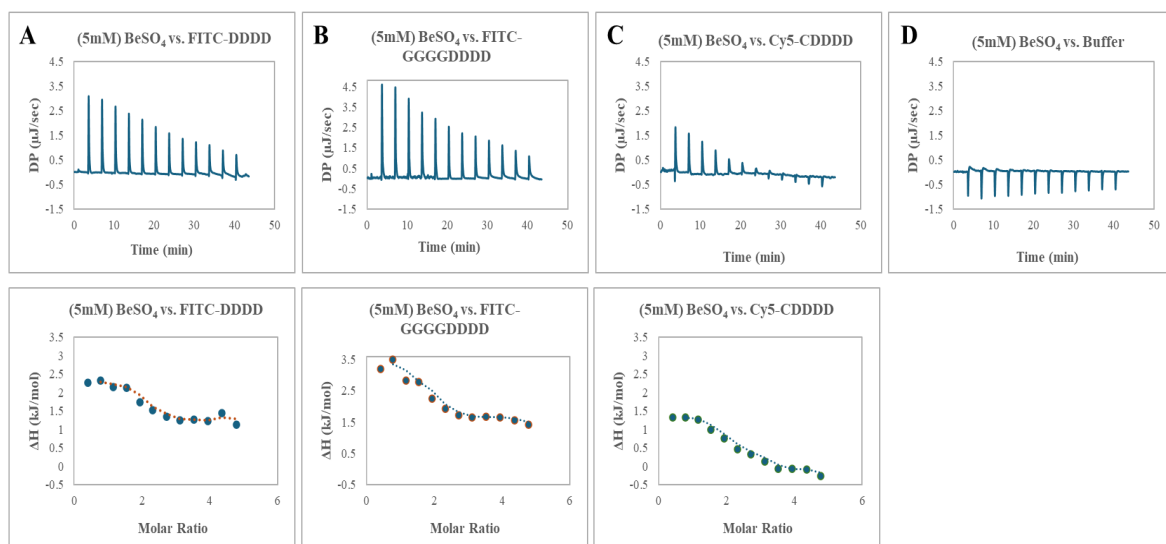 A
(5mM) BeSO₄ vs. FITC-DDDD
4.5
3.5
2.5
1.5
0.5
-0.5
-1.5
DP (µJ/sec)
0 10 20 30 40 50
Time (min)
B
(5mM) BeSO₄ vs. FITC-
GGGGDDDD
4.5
3.5
2.5
1.5
0.5
-0.5
-1.5
DP (µJ/sec)
0 10 20 30 40 50
Time (min)
C
(5mM) BeSO₄ vs. Cy5-CDDDD
4.5
3.5
2.5
1.5
0.5
-0.5
-1.5
DP (µJ/sec)
0 10 20 30 40 50
Time (min)
D
(5mM) BeSO₄ vs. Buffer
4.5
3.5
2.5
1.5
0.5
-0.5
-1.5
DP (µJ/sec)
0 10 20 30 40 50
Time (min)
(5mM) BeSO₄ vs. FITC-DDDD
3.5
3
2.5
2
1.5
1
0.5
0
-0.5
ΔH (kJ/mol)
0 2 4 6
Molar Ratio
(5mM) BeSO₄ vs. FITC-
GGGGDDDD
3.5
2.5
1.5
0.5
-0.5
ΔH (kJ/mol)
0 2 4 6
Molar Ratio
(5mM) BeSO₄ vs. Cy5-CDDDD
3.5
3
2.5
2
1.5
1
0.5
0
-0.5
ΔH (kJ/mol)
0 2 4 6
Molar Ratio